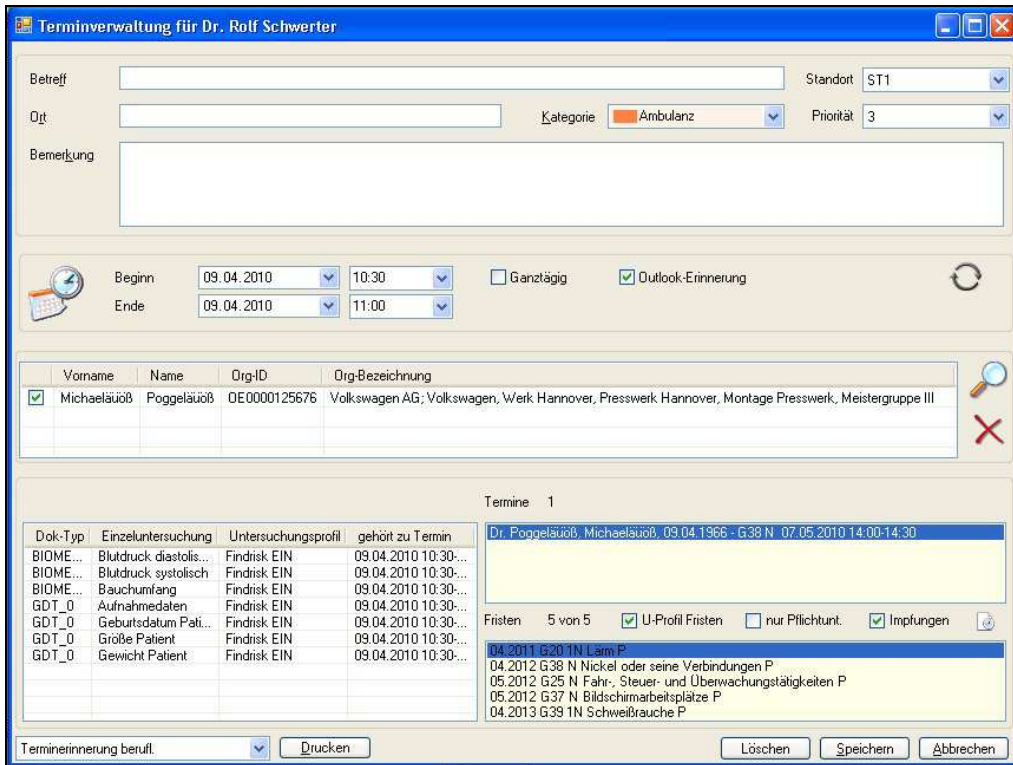 Terminverwaltung für Dr. Rolf Schwerter
Betreff
Standort ST1
Ort
Kategorie Ambulanz
Priorität 3
Bemerkung
Beginn 09.04.2010 10:30 Ganztägig Outlook-Erinnerung
Ende 09.04.2010 11:00
Vorname Name Org-ID Org-Bezeichnung
Michaeläüöß Poggeläüöß OE0000125676 Volkswagen AG; Volkswagen, Werk Hannover, Presswerk Hannover, Montage Presswerk, Meistergruppe III
Termine 1
Dok-Typ Einzeluntersuchung Untersuchungsprofil gehört zu Termin
BIOME... Blutdruck diastolis... Findrisk EIN 09.04.2010 10:30-...
BIOME... Blutdruck systolisch Findrisk EIN 09.04.2010 10:30-...
BIOME... Bauchumfang Findrisk EIN 09.04.2010 10:30-...
GDT_0 Aufnahmedaten Findrisk EIN 09.04.2010 10:30-...
GDT_0 Geburtsdatum Pati... Findrisk EIN 09.04.2010 10:30-...
GDT_0 Größe Patient Findrisk EIN 09.04.2010 10:30-...
GDT_0 Gewicht Patient Findrisk EIN 09.04.2010 10:30-...
Dr. Poggeläüöß, Michaeläüöß, 09.04.1966 - G38 N 07.05.2010 14:00-14:30
Fristen 5 von 5 U-Profil Fristen nur Pflichtunt. Impfungen
04.2011 G20 1N Lärm P
04.2012 G38 N Nickel oder seine Verbindungen P
05.2012 G25 N Fahr-, Steuer- und Überwachungstätigkeiten P
05.2012 G37 N Bildschirmarbeitsplätze P
04.2013 G39 1N Schweißrauche P
Terminerinnerung berufl. Drucken Löschen Speichern Abbrechen